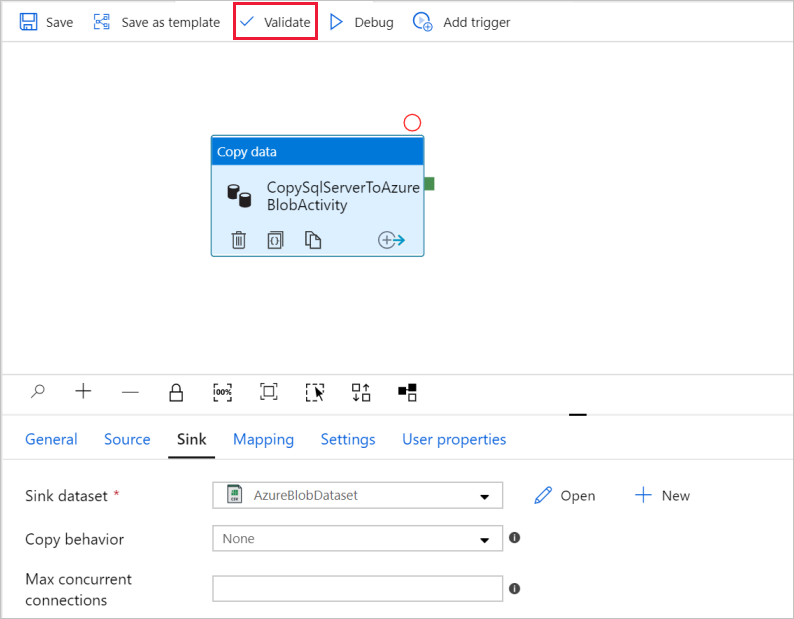 Save Save as template Validate Debug Add trigger
Copy data
CopySqlServerToAzure
BlobActivity
100%
General Source Sink Mapping Settings User properties
Sink dataset * AzureBlobDataset Open New
Copy behavior None
Max concurrent
connections